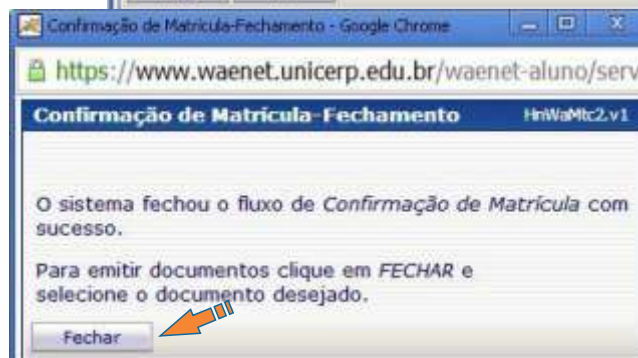 Confirmação de Matrícula-Fechamento - Google Chrome
https://www.waenet.unicerp.edu.br/waenet-aluno/serv
Confirmação de Matrícula-Fechamento HnWaMtc2.v1
O sistema fechou o fluxo de Confirmação de Matrícula com
sucesso.
Para emitir documentos clique em FECHAR e
selecione o documento desejado.
Fechar